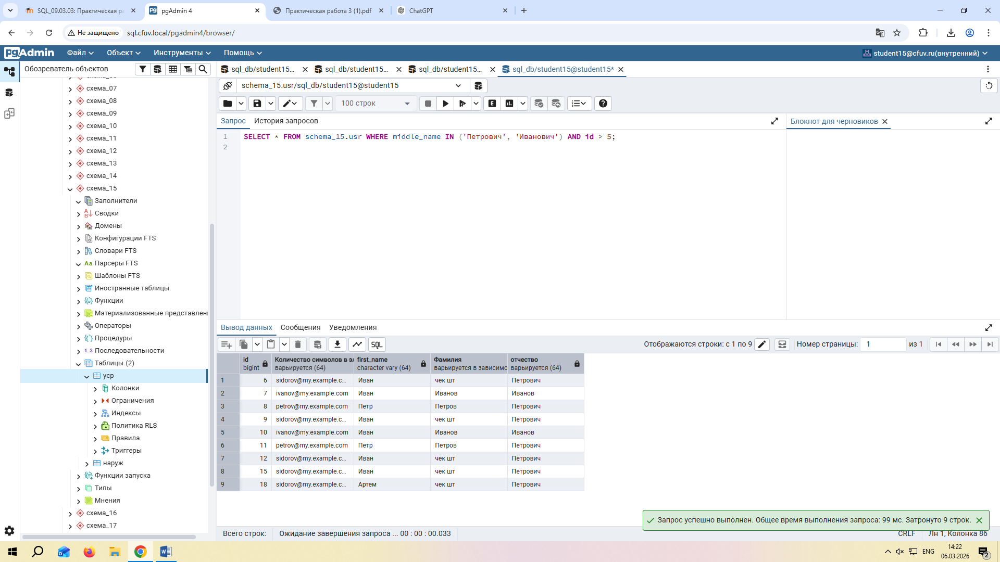 SQL_09.03.03: Практическая р
pgAdmin 4
Практическая работа 3 (1).pdf
ChatGPT
Не защищено
sql.cfuv.local/pgadmin4/browser/
pgAdmin
Файл
Объект
Инструменты
Помощь
student15@cfuv.ru(внутренний)
Обозреватель объектов
sql_db/student15...
sql_db/student15...
sql_db/student15...
sql_db/student15@student15*
schema_15.usr/sql_db/student15@student15
100 строк
E
Запрос
История запросов
Блокнот для черновиков
1 SELECT * FROM schema_15.usr WHERE middle_name IN ('Петрович', 'Иванович') AND id > 5;
2
схема_07
схема_08
схема_09
схема_10
схема_11
схема_12
схема_13
схема_14
схема_15
Заполнители
Сводки
Домены
Конфигурации FTS
Словари FTS
Aa Парсеры FTS
Шаблоны FTS
Иностранные таблицы
Функции
Материализованные представлен
Операторы
Процедуры
1..3 Последовательности
Таблицы (2)
уср
Колонки
Ограничения
Индексы
Политика RLS
Правила
Триггеры
наруж
Функции запуска
Типы
Мнения
схема_16
схема_17
Вывод данных
Сообщения
Уведомления
SQL
Отображаются строки: с 1 по 9
Номер страницы: 1 из 1
id bigint
Количество символов в эл варьируется (64)
first_name character vary (64)
Фамилия варьируется в зависимо
отчество варьируется (64)
1 6 sidorov@my.example.c... Иван чек шт Петрович
2 7 ivanov@my.example.com Иван Иванов Иванов
3 8 petrov@my.example.com Петр Петров Петрович
4 9 sidorov@my.example.c... Иван чек шт Петрович
5 10 ivanov@my.example.com Иван Иванов Иванов
6 11 petrov@my.example.com Петр Петров Петрович
7 12 sidorov@my.example.c... Иван чек шт Петрович
8 15 sidorov@my.example.c... Иван чек шт Петрович
9 18 sidorov@my.example.c... Артем чек шт Петрович
Запрос успешно выполнен. Общее время выполнения запроса: 99 мс. Затронуто 9 строк.
Всего строк:
Ожидание завершения запроса ... 00 : 00 : 00.033
CRLF
Лн 1, Колонка 86
ENG
14:22
06.03.2026
2